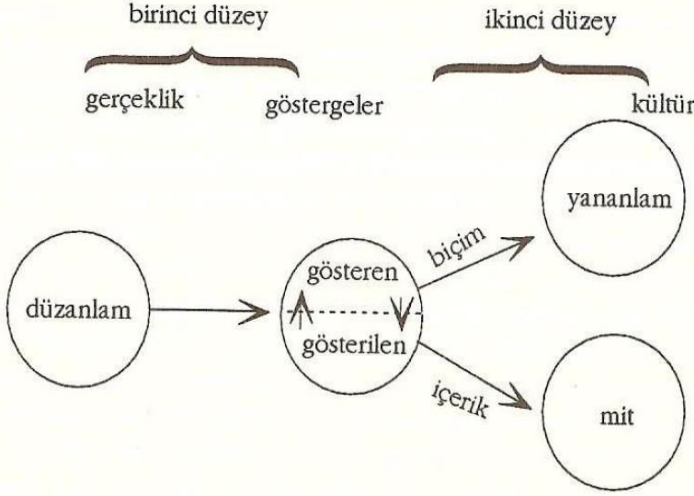 birinci düzey
ikinci düzey
gerçeklik
göstergeler
kültür
yananlam
biçim
gösteren
düzanlam
gösterilen
içerik
mit